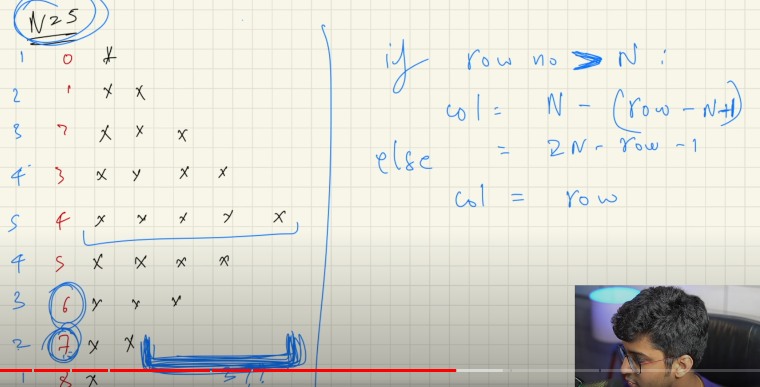 N=5
1 0 *
2 1 x x
3 2 x x x
4 3 x x x x
5 4 x x x x x
4 5 x x x x
3 6 x x x
2 7 x x
1 8 x
if row no > N :
col = N - (row - N+1)
= 2N - row - 1
else
col = row